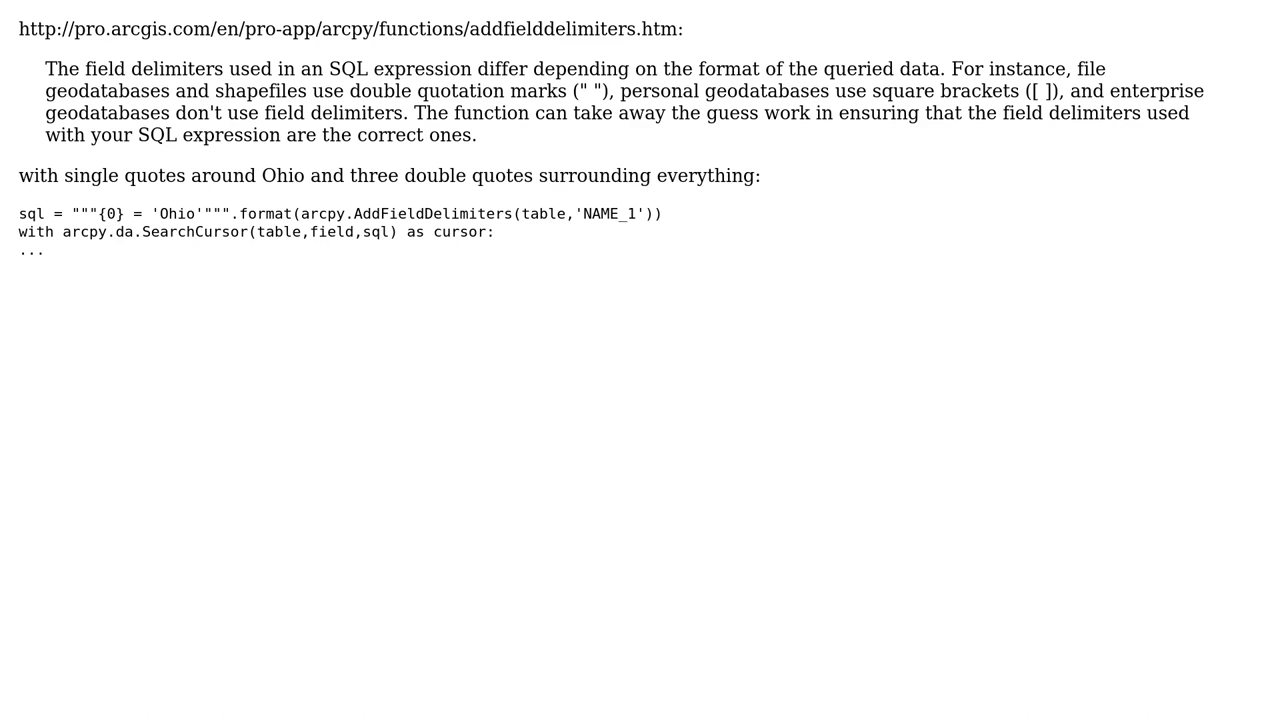 http://pro.arcgis.com/en/pro-app/arcpy/functions/addfielddelimiters.htm:
The field delimiters used in an SQL expression differ depending on the format of the queried data. For instance, file
geodatabases and shapefiles use double quotation marks (" "), personal geodatabases use square brackets ([ ]), and enterprise
geodatabases don't use field delimiters. The function can take away the guess work in ensuring that the field delimiters used
with your SQL expression are the correct ones.
with single quotes around Ohio and three double quotes surrounding everything:
sql = """{0} = 'Ohio'""".format(arcpy.AddFieldDelimiters(table,'NAME_1'))
with arcpy.da.SearchCursor(table,field,sql) as cursor:
...